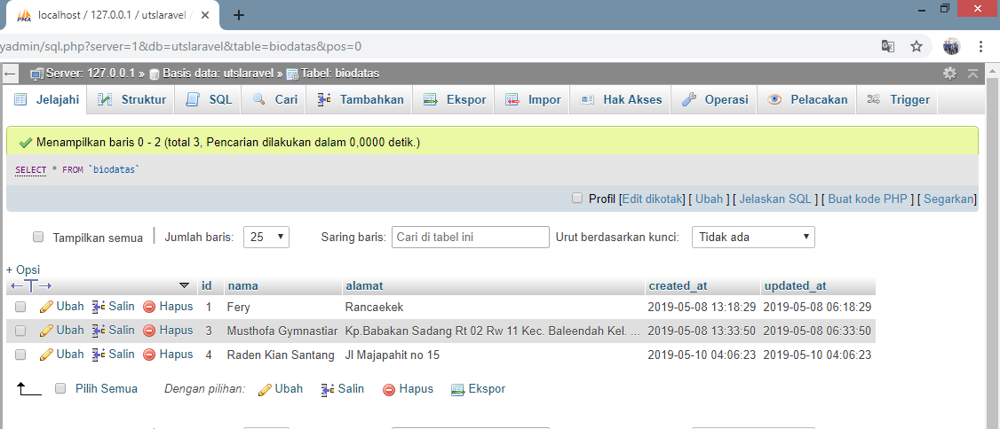 localhost / 127.0.0.1 / utslaravel /
yadmin/sql.php?server=1&db=utslaravel&table=biodatas&pos=0
Server: 127.0.0.1 » Basis data: utslaravel » Tabel: biodatas
Jelajahi Struktur SQL Cari Tambahkan Ekspor Impor Hak Akses Operasi Pelacakan Trigger
Menampilkan baris 0 - 2 (total 3, Pencarian dilakukan dalam 0,0000 detik.)
SELECT * FROM `biodatas`
Profil [Edit dikotak] [ Ubah ] [ Jelaskan SQL ] [ Buat kode PHP ] [ Segarkan]
Tampilkan semua | Jumlah baris: 25 Saring baris: Cari di tabel ini Urut berdasarkan kunci: Tidak ada
+ Opsi
id nama alamat created_at updated_at
Ubah Salin Hapus 1 Fery Rancaekek 2019-05-08 13:18:29 2019-05-08 06:18:29
Ubah Salin Hapus 3 Musthofa Gymnastiar Kp.Babakan Sadang Rt 02 Rw 11 Kec. Baleendah Kel. ... 2019-05-08 13:33:50 2019-05-08 06:33:50
Ubah Salin Hapus 4 Raden Kian Santang Jl Majapahit no 15 2019-05-10 04:06:23 2019-05-10 04:06:23
Pilih Semua Dengan pilihan: Ubah Salin Hapus Ekspor